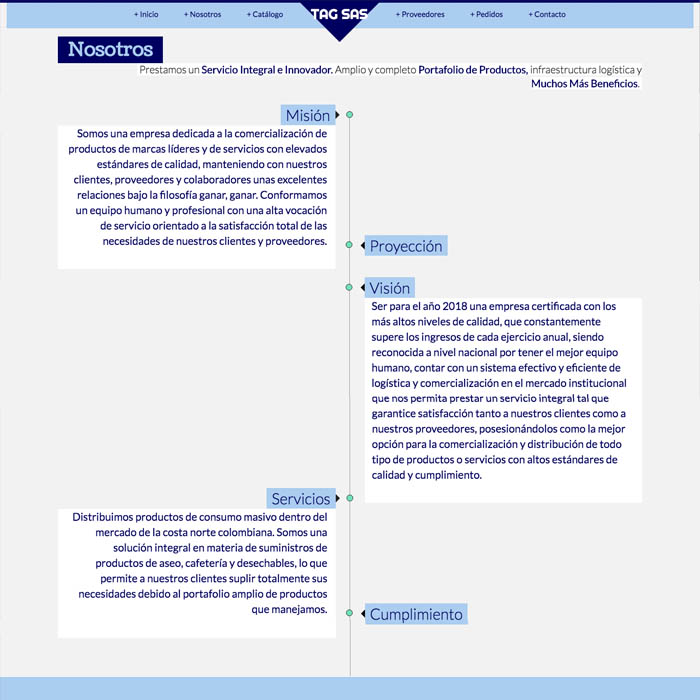 + Inicio + Nosotros + Catálogo TAG SAS + Proveedores + Pedidos + Contacto
Nosotros
Prestamos un Servicio Integral e Innovador. Amplio y completo Portafolio de Productos, infraestructura logística y
Muchos Más Beneficios.
Misión
Somos una empresa dedicada a la comercialización de
productos de marcas líderes y de servicios con elevados
estándares de calidad, manteniendo con nuestros
clientes, proveedores y colaboradores unas excelentes
relaciones bajo la filosofía ganar, ganar. Conformamos
un equipo humano y profesional con una alta vocación
de servicio orientado a la satisfacción total de las
necesidades de nuestros clientes y proveedores.
Proyección
Visión
Ser para el año 2018 una empresa certificada con los
más altos niveles de calidad, que constantemente
supere los ingresos de cada ejercicio anual, siendo
reconocida a nivel nacional por tener el mejor equipo
humano, contar con un sistema efectivo y eficiente de
logística y comercialización en el mercado institucional
que nos permita prestar un servicio integral tal que
garantice satisfacción tanto a nuestros clientes como a
nuestros proveedores, posesionándolos como la mejor
opción para la comercialización y distribución de todo
tipo de productos o servicios con altos estándares de
calidad y cumplimiento.
Servicios
Distribuimos productos de consumo masivo dentro del
mercado de la costa norte colombiana. Somos una
solución integral en materia de suministros de
productos de aseo, cafetería y desechables, lo que
permite a nuestros clientes suplir totalmente sus
necesidades debido al portafolio amplio de productos
que manejamos.
Cumplimiento